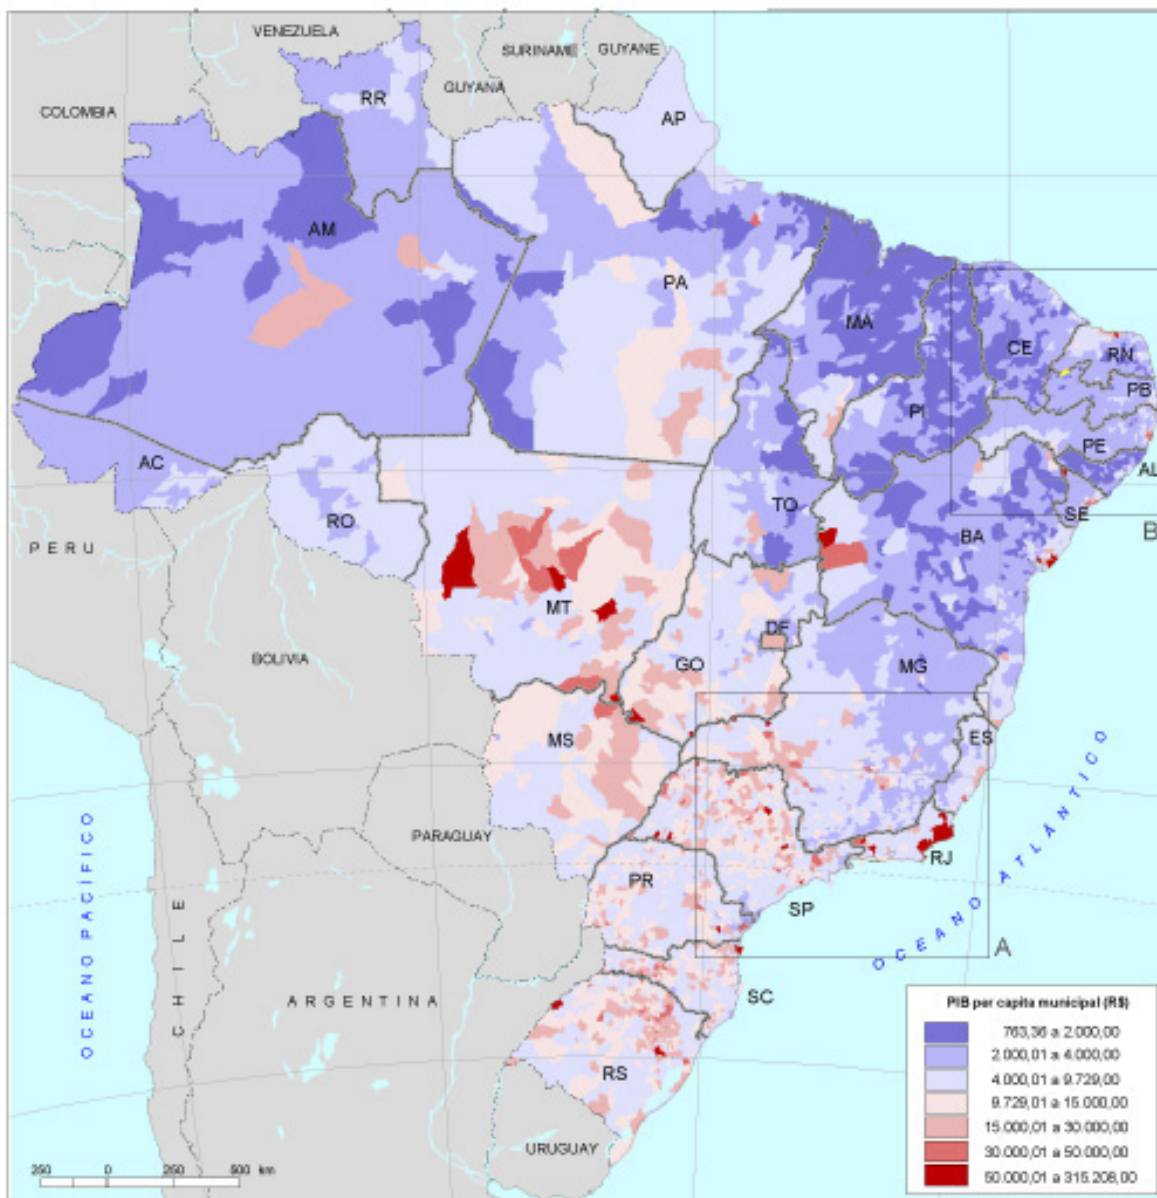 VENEZUELA
SURINAME
GUYANE
GUYANA
COLOMBIA
RR
AP
AM
PA
MA
CE
RN
PB
PI
PE
AL
AC
TO
SE
RO
BA
B
PERU
MT
DF
BOLIVIA
GO
MG
MS
ES
PARAGUAY
RJ
PR
SP
A
OCEANO PACÍFICO
CHILE
ARGENTINA
OCEANO ATLÂNTICO
SC
RS
URUGUAY
PIB per capita municipal (R$)
763,36 a 2.000,00
2.000,01 a 4.000,00
4.000,01 a 9.729,00
9.729,01 a 15.000,00
15.000,01 a 30.000,00
30.000,01 a 50.000,00
50.000,01 a 315.208,00
250 0 250 500 km